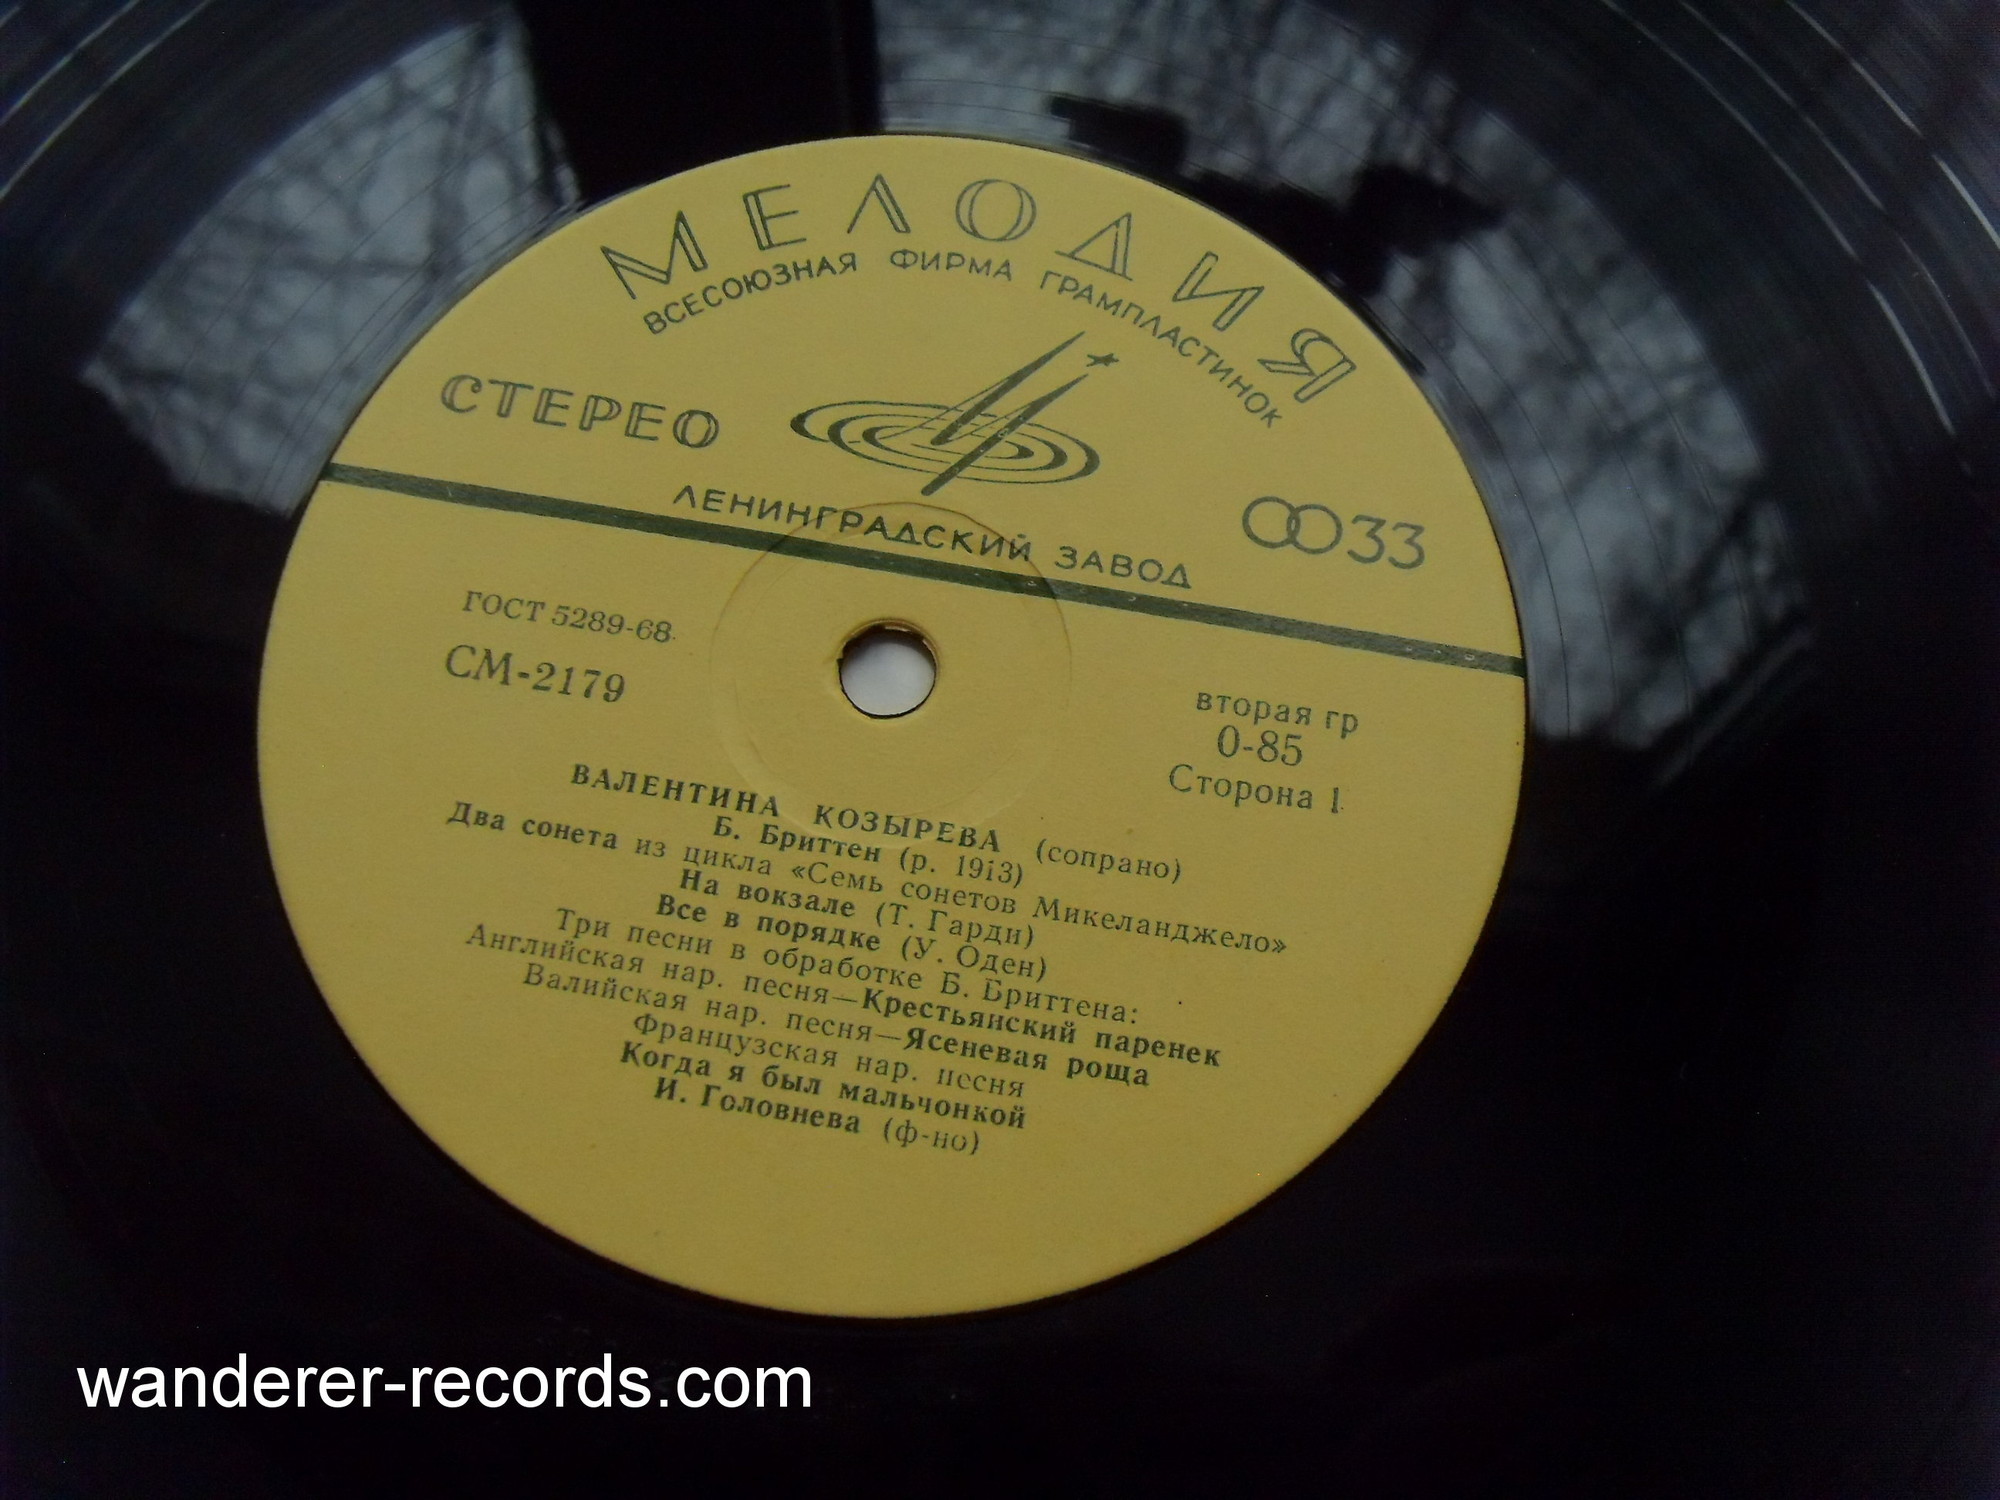 МЕЛОДИЯ
ВСЕСОЮЗНАЯ ФИРМА ГРАМПЛАСТИНОК
СТЕРЕО
33
ЛЕНИНГРАДСКИЙ ЗАВОД
ГОСТ 5289-68
СМ-2179
вторая гр
0-85
Сторона 1
ВАЛЕНТИНА КОЗЫРЕВА (сопрано)
Б. Бриттен (р. 1913)
Два сонета из цикла «Семь сонетов Микеланджело»
На вокзале (Т. Гарди)
Все в порядке (У. Оден)
Три песни в обработке Б. Бриттена:
Английская нар. песня—Крестьянский паренек
Валийская нар. песня—Ясеневая роща
Французская нар. песня
Когда я был мальчонкой
И. Головнева (ф-но)
wanderer-records.com